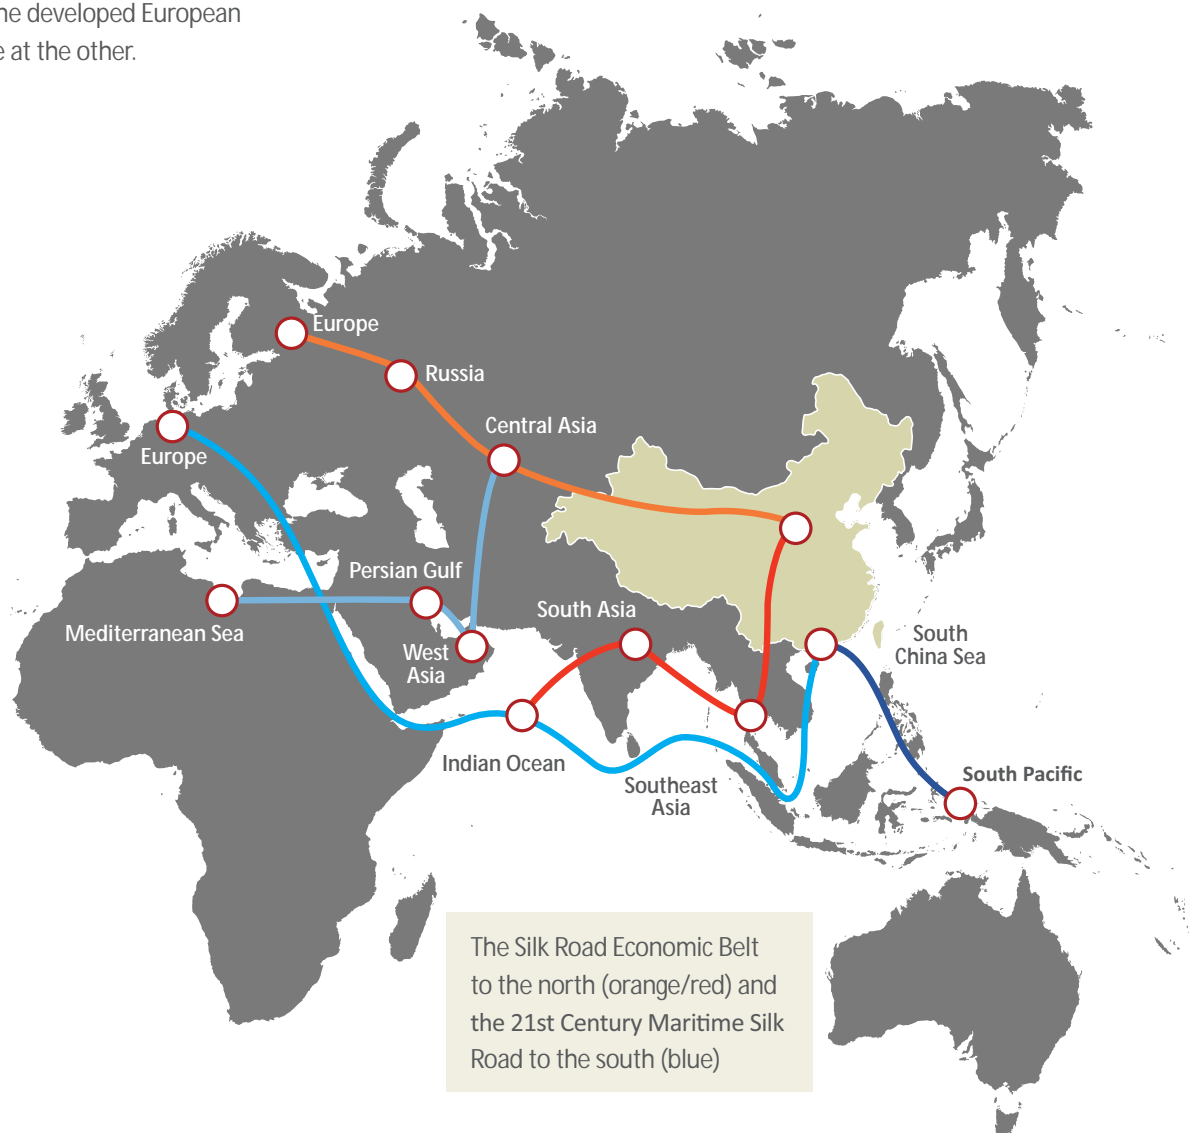 he developed European
e at the other.
Europe
Russia
Central Asia
Europe
Persian Gulf
South Asia
Mediterranean Sea
West
Asia
South
China Sea
Indian Ocean
Southeast
Asia
South Pacific
The Silk Road Economic Belt
to the north (orange/red) and
the 21st Century Maritime Silk
Road to the south (blue)